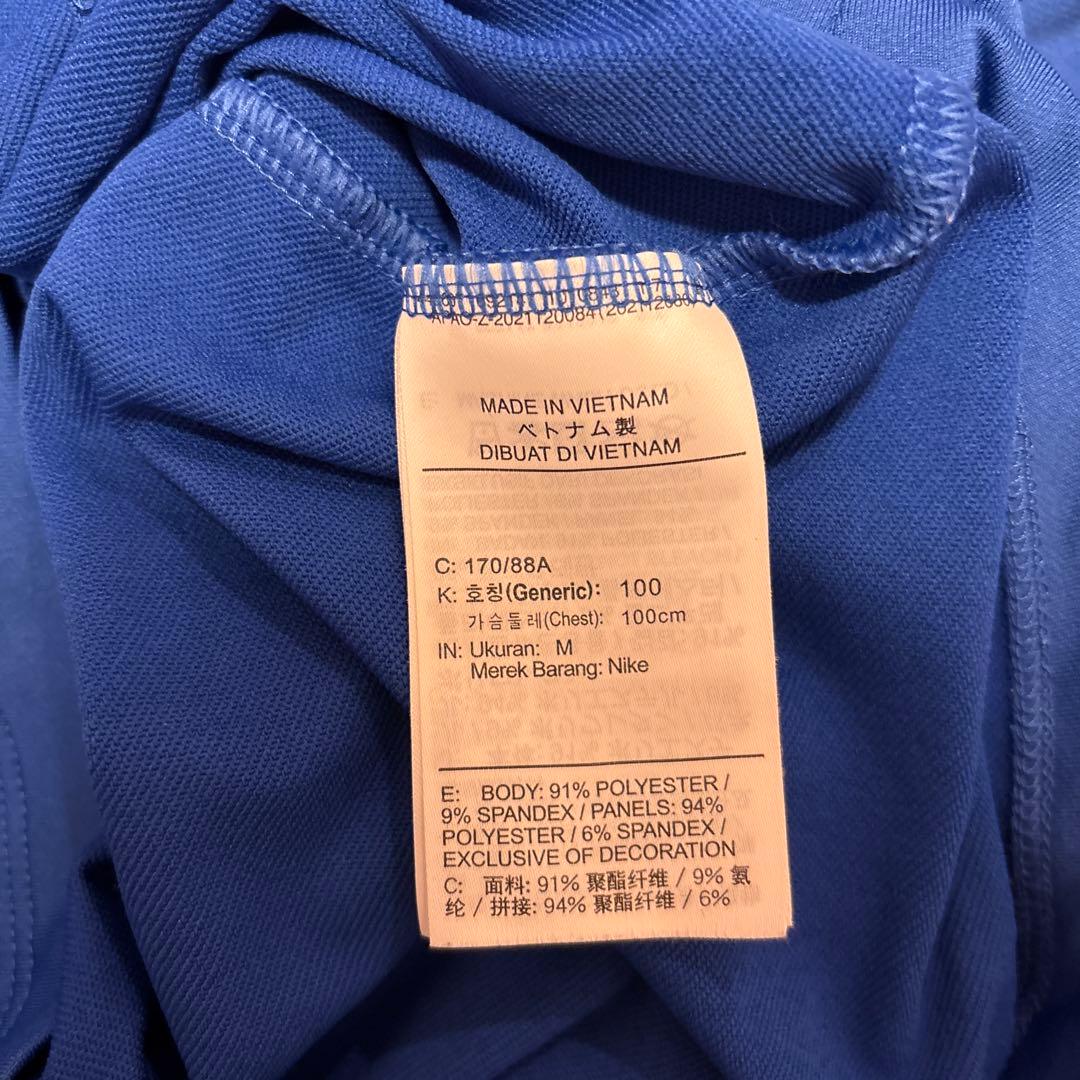 APAO-Z-2021120084(202112080)
MADE IN VIETNAM
ベトナム製
DIBUAT DI VIETNAM
C: 170/88A
K: 호칭(Generic): 100
가슴둘레(Chest): 100cm
IN: Ukuran: M
Merek Barang: Nike
E: BODY: 91% POLYESTER /
9% SPANDEX / PANELS: 94%
POLYESTER / 6% SPANDEX /
EXCLUSIVE OF DECORATION
C: 面料: 91% 聚酯纤维 / 9% 氨
纶 / 拼接: 94% 聚酯纤维 / 6%